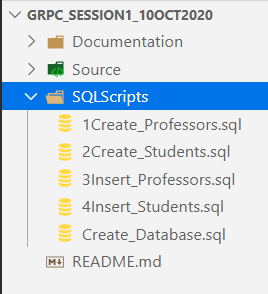 GRPC_SESSION1_10OCT2020
Documentation
Source
SQLScripts
1Create_Professors.sql
2Create_Students.sql
3Insert_Professors.sql
4Insert_Students.sql
Create_Database.sql
README.md